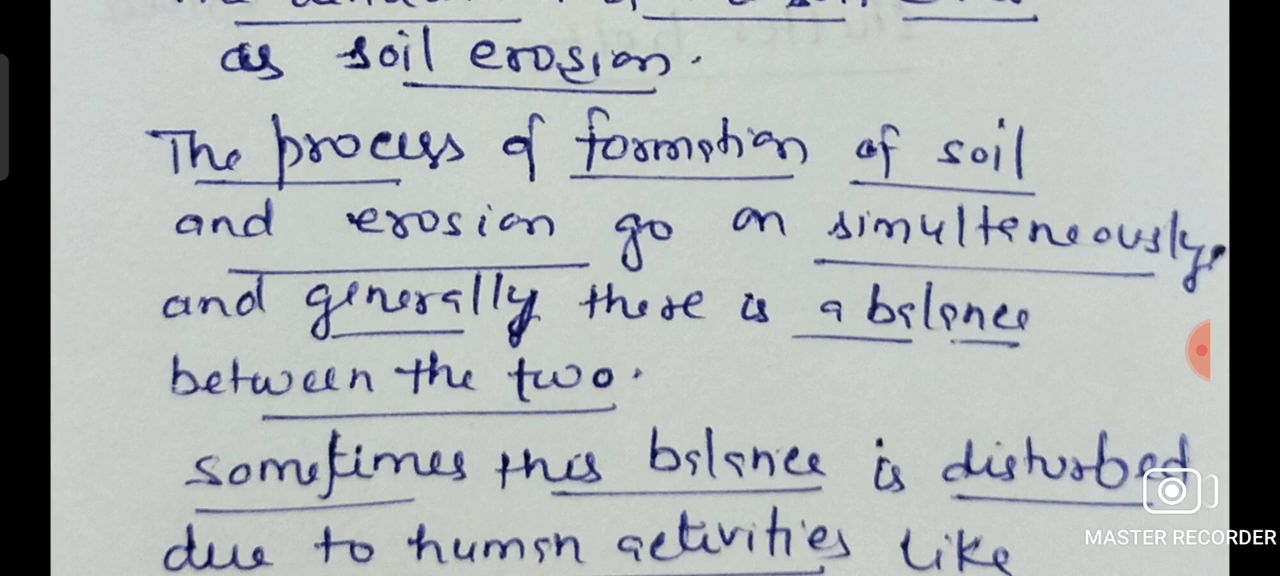 as soil erosion.
The process of formation of soil
and erosion go on simulteneously,
and generally there is a balance
between the two.
sometimes this balance is disturbed
due to human activities like
MASTER RECORDER